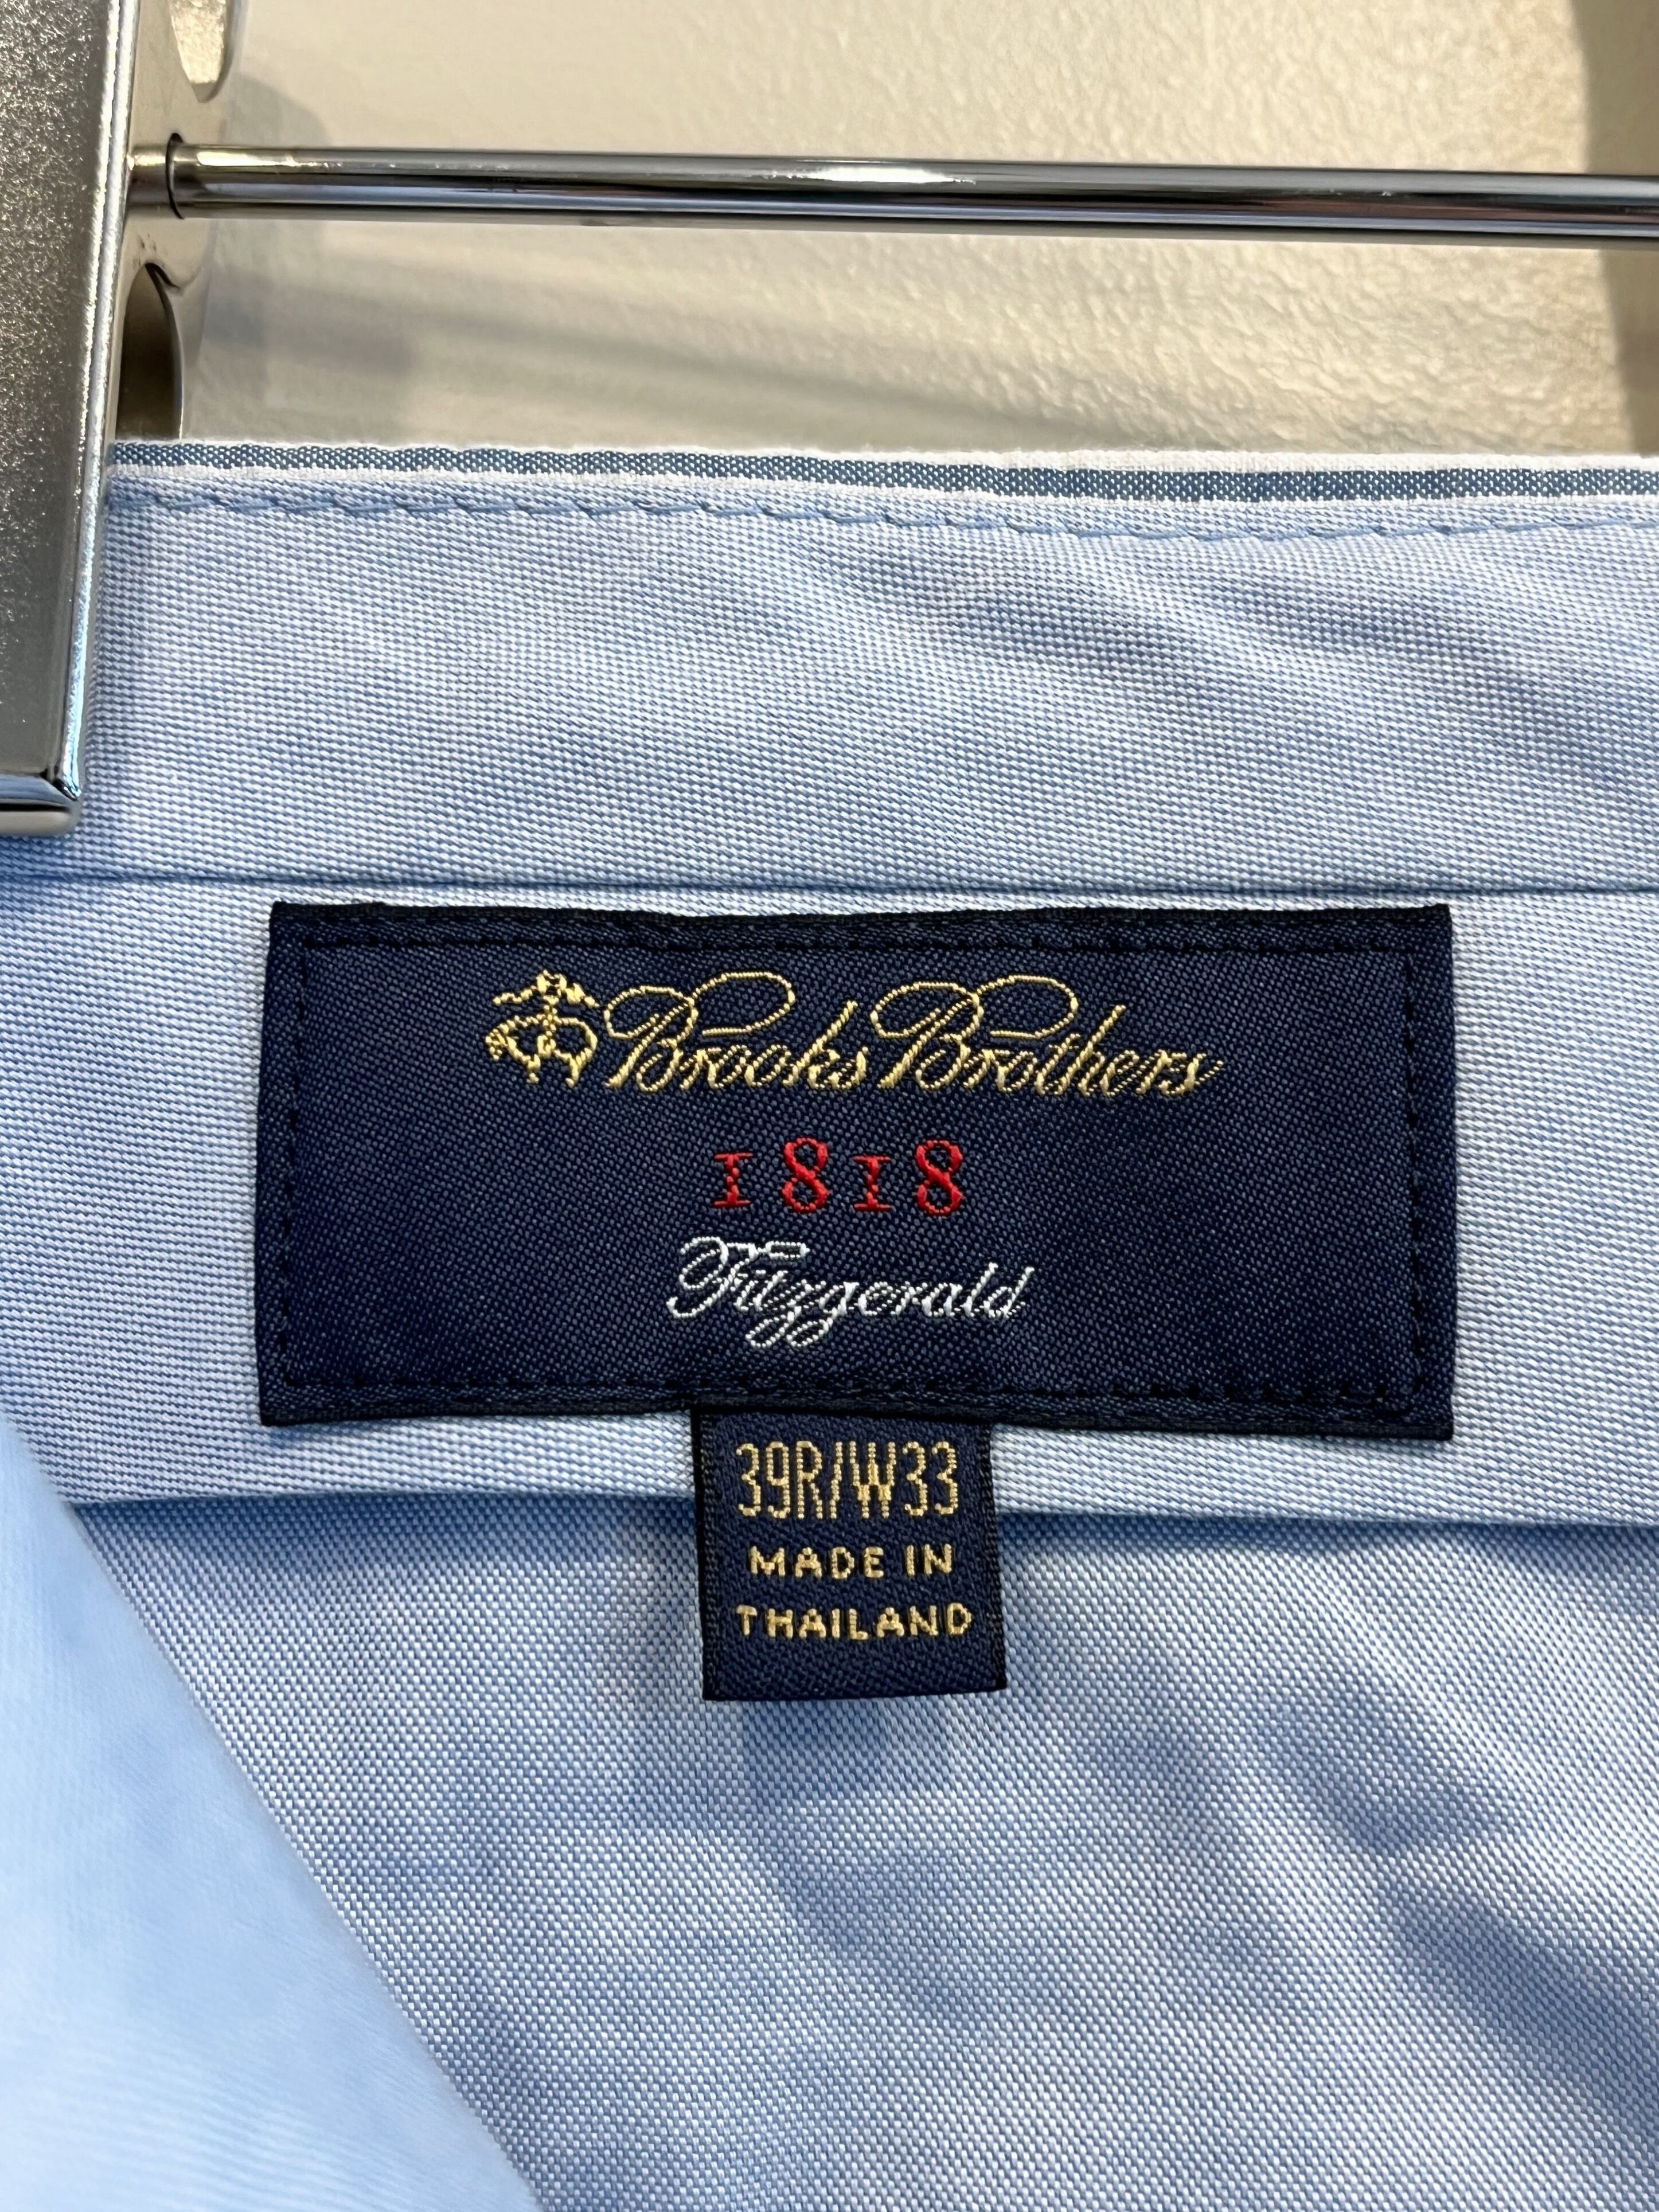 Brooks Brothers
1818
Fitzgerald
39R/W33
MADE IN
THAILAND